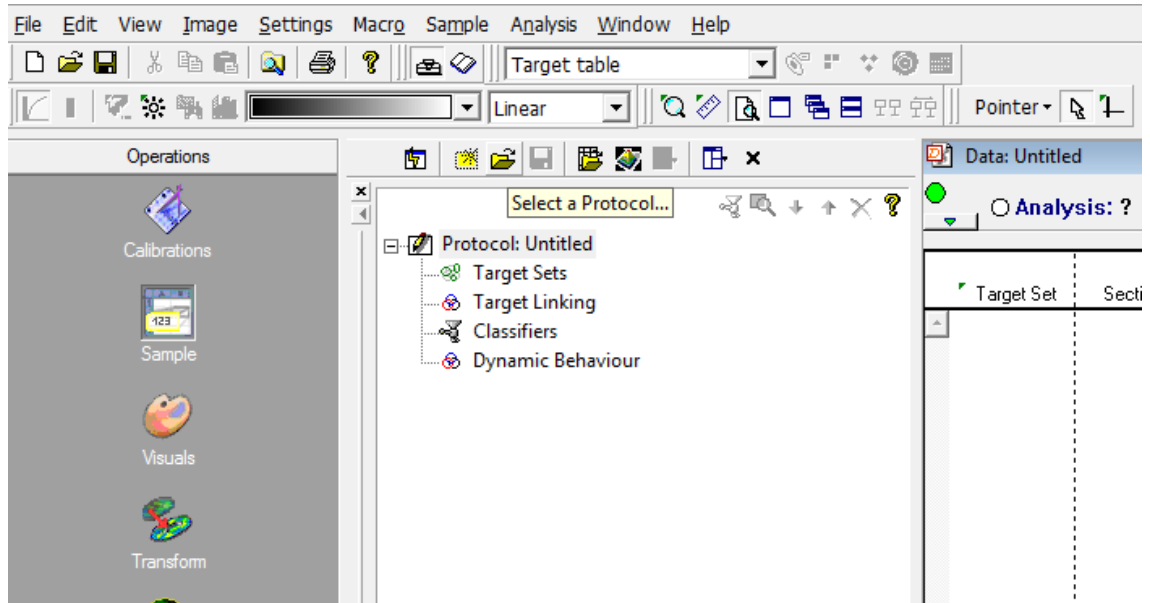 File Edit View Image Settings Macro Sample Analysis Window Help
Target table
Linear
Pointer
Operations
Calibrations
123
Sample
Visuals
Transform
Select a Protocol...
Protocol: Untitled
Target Sets
Target Linking
Classifiers
Dynamic Behaviour
Data: Untitled
Analysis: ?
Target Set Secti